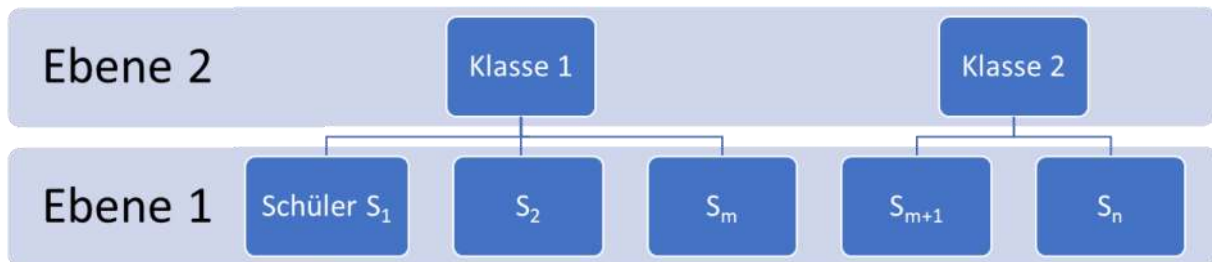 Ebene 2
Klasse 1
Klasse 2
Ebene 1
Schüler S₁
S₂
Sₘ
Sₘ₊₁
Sₙ